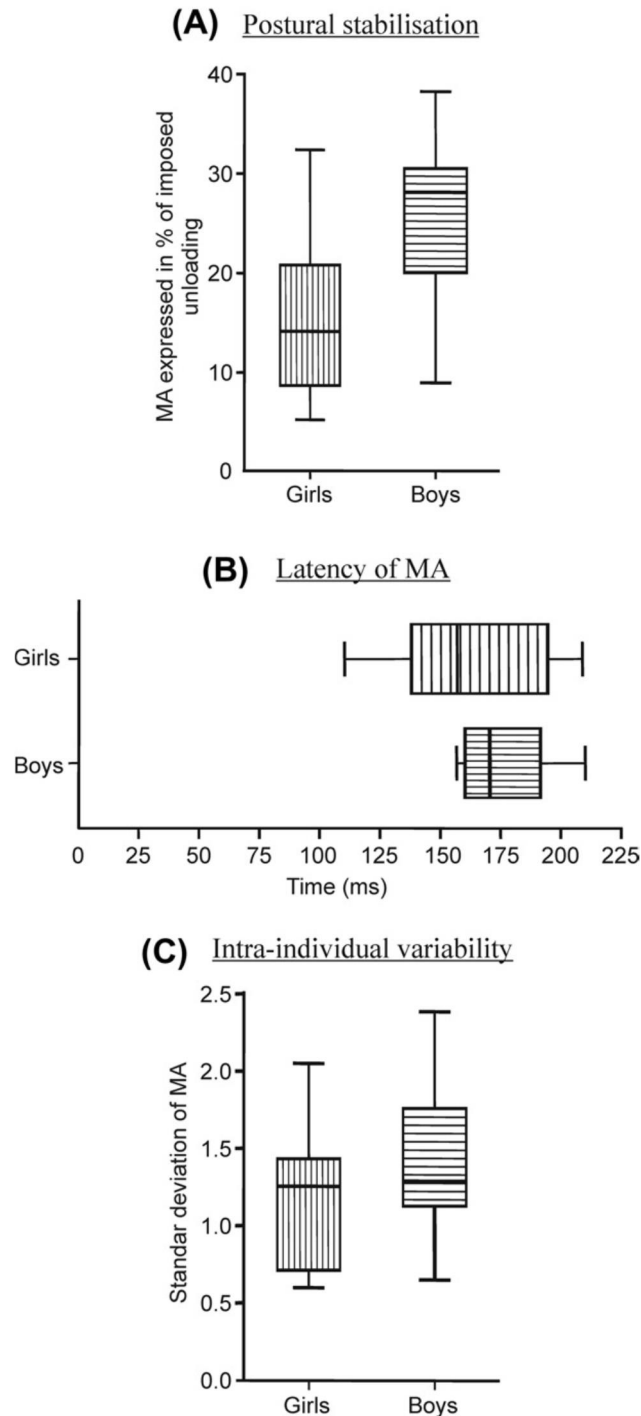 (A) Postural stabilisation
MA expressed in % of imposed
unloading
40
30
20
10
0
Girls Boys
(B) Latency of MA
Girls
Boys
0 25 50 75 100 125 150 175 200 225
Time (ms)
(C) Intra-individual variability
Standar deviation of MA
2.5
2.0
1.5
1.0
0.5
0.0
Girls Boys